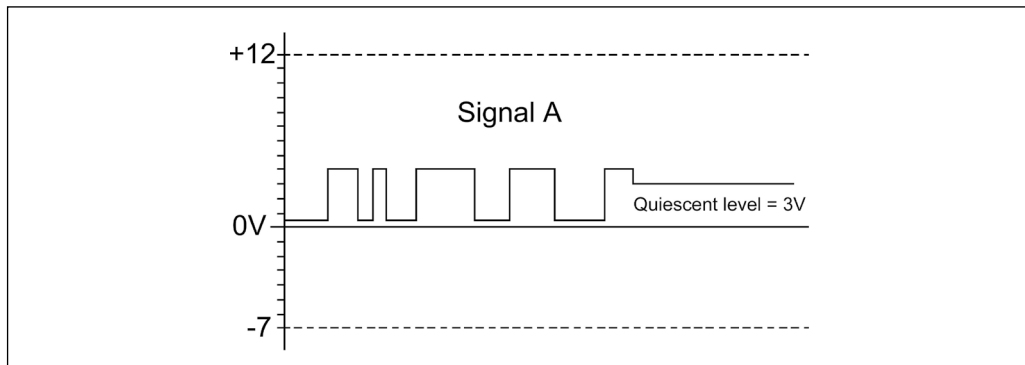 +12
Signal A
Quiescent level = 3V
0V
-7